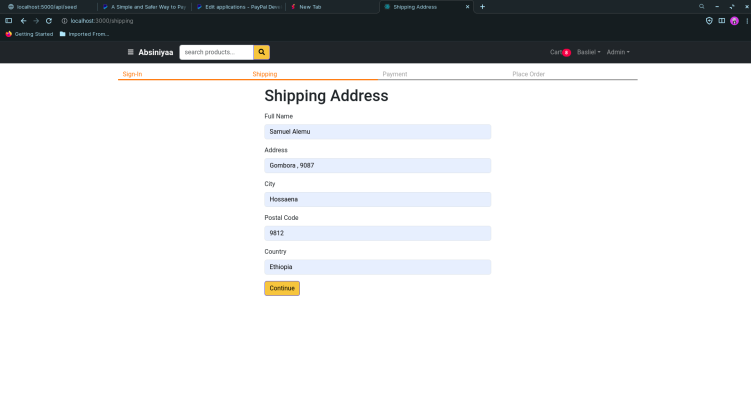 localhost:5000/api/seed
A Simple and Safer Way to Pay
Edit applications - PayPal Deve
New Tab
Shipping Address
localhost:3000/shipping
Getting Started
Imported From...
Absiniyaa
search products...
Cart 0
Basliel
Admin
Sign-In
Shipping
Payment
Place Order
Shipping Address
Full Name
Samuel Alemu
Address
Gombora , 9087
City
Hossaena
Postal Code
9812
Country
Ethiopia
Continue